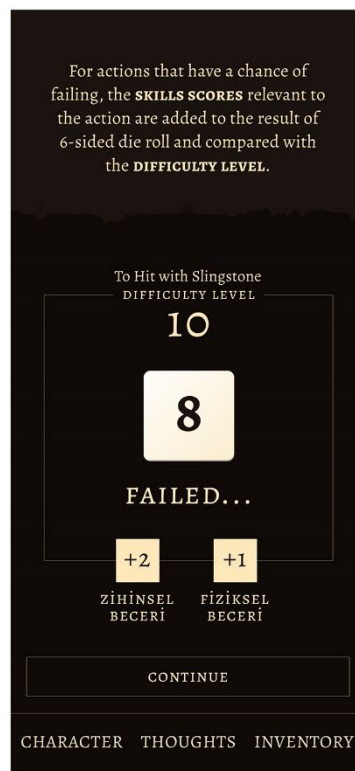 For actions that have a chance of
failing, the SKILLS SCORES relevant to
the action are added to the result of
6-sided die roll and compared with
the DIFFICULTY LEVEL.
To Hit with Slingstone
DIFFICULTY LEVEL
10
8
FAILED...
+2 +1
ZİHİNSEL FİZİKSEL
BECERİ BECERİ
CONTINUE
CHARACTER THOUGHTS INVENTORY